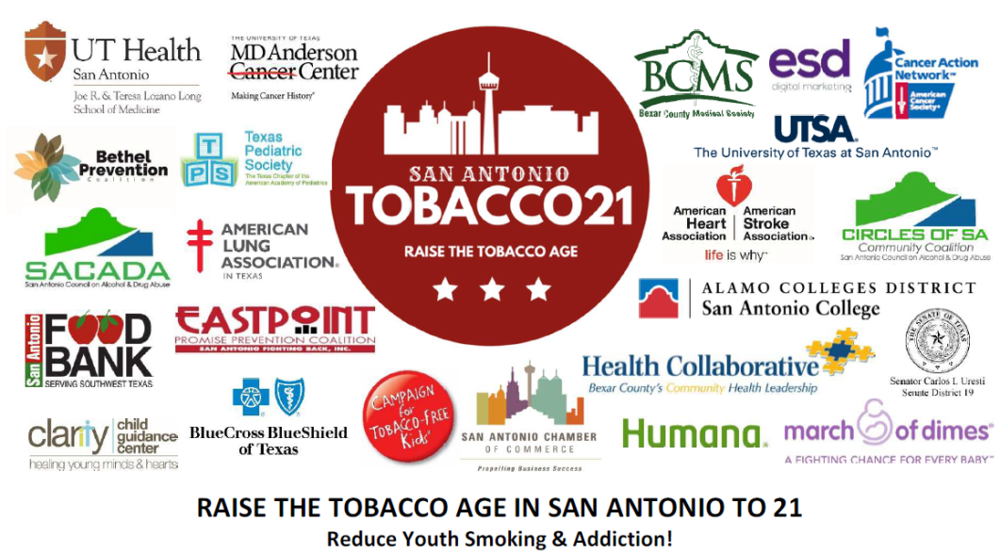 UT Health
San Antonio
Joe R. & Teresa Lozano Long
School of Medicine
THE UNIVERSITY OF TEXAS
MD Anderson
Cancer Center
Making Cancer History®
Bethel
Prevention
Coalition
T
P S
Texas
Pediatric
Society
The Texas Chapter of the
American Academy of Pediatrics
SACADA
San Antonio Council on Alcohol & Drug Abuse
AMERICAN
LUNG
ASSOCIATION®
IN TEXAS
San Antonio
FOOD
BANK
SERVING SOUTHWEST TEXAS
EASTPOINT
PROMISE PREVENTION COALITION
SAN ANTONIO FIGHTING BACK, INC.
clarity
child
guidance
center
healing young minds & hearts
BlueCross BlueShield
of Texas
SAN ANTONIO
TOBACCO21
RAISE THE TOBACCO AGE
CAMPAIGN
for
TOBACCO-FREE
Kids®
SAN ANTONIO CHAMBER
OF COMMERCE
Propelling Business Success
BCMS
Bexar County Medical Society
esd
digital marketing
Cancer Action
Network℠
American
Cancer
Society®
UTSA
The University of Texas at San Antonio™
American
Heart
Association
American
Stroke
Association®
life is why™
CIRCLES OF SA
Community Coalition
San Antonio Council on Alcohol & Drug Abuse
ALAMO COLLEGES DISTRICT
San Antonio College
Health Collaborative
Bexar County's Community Health Leadership
THE SENATE OF TEXAS
Senator Carlos I. Uresti
Senate District 19
Humana®
march of dimes®
A FIGHTING CHANCE FOR EVERY BABY™
RAISE THE TOBACCO AGE IN SAN ANTONIO TO 21
Reduce Youth Smoking & Addiction!